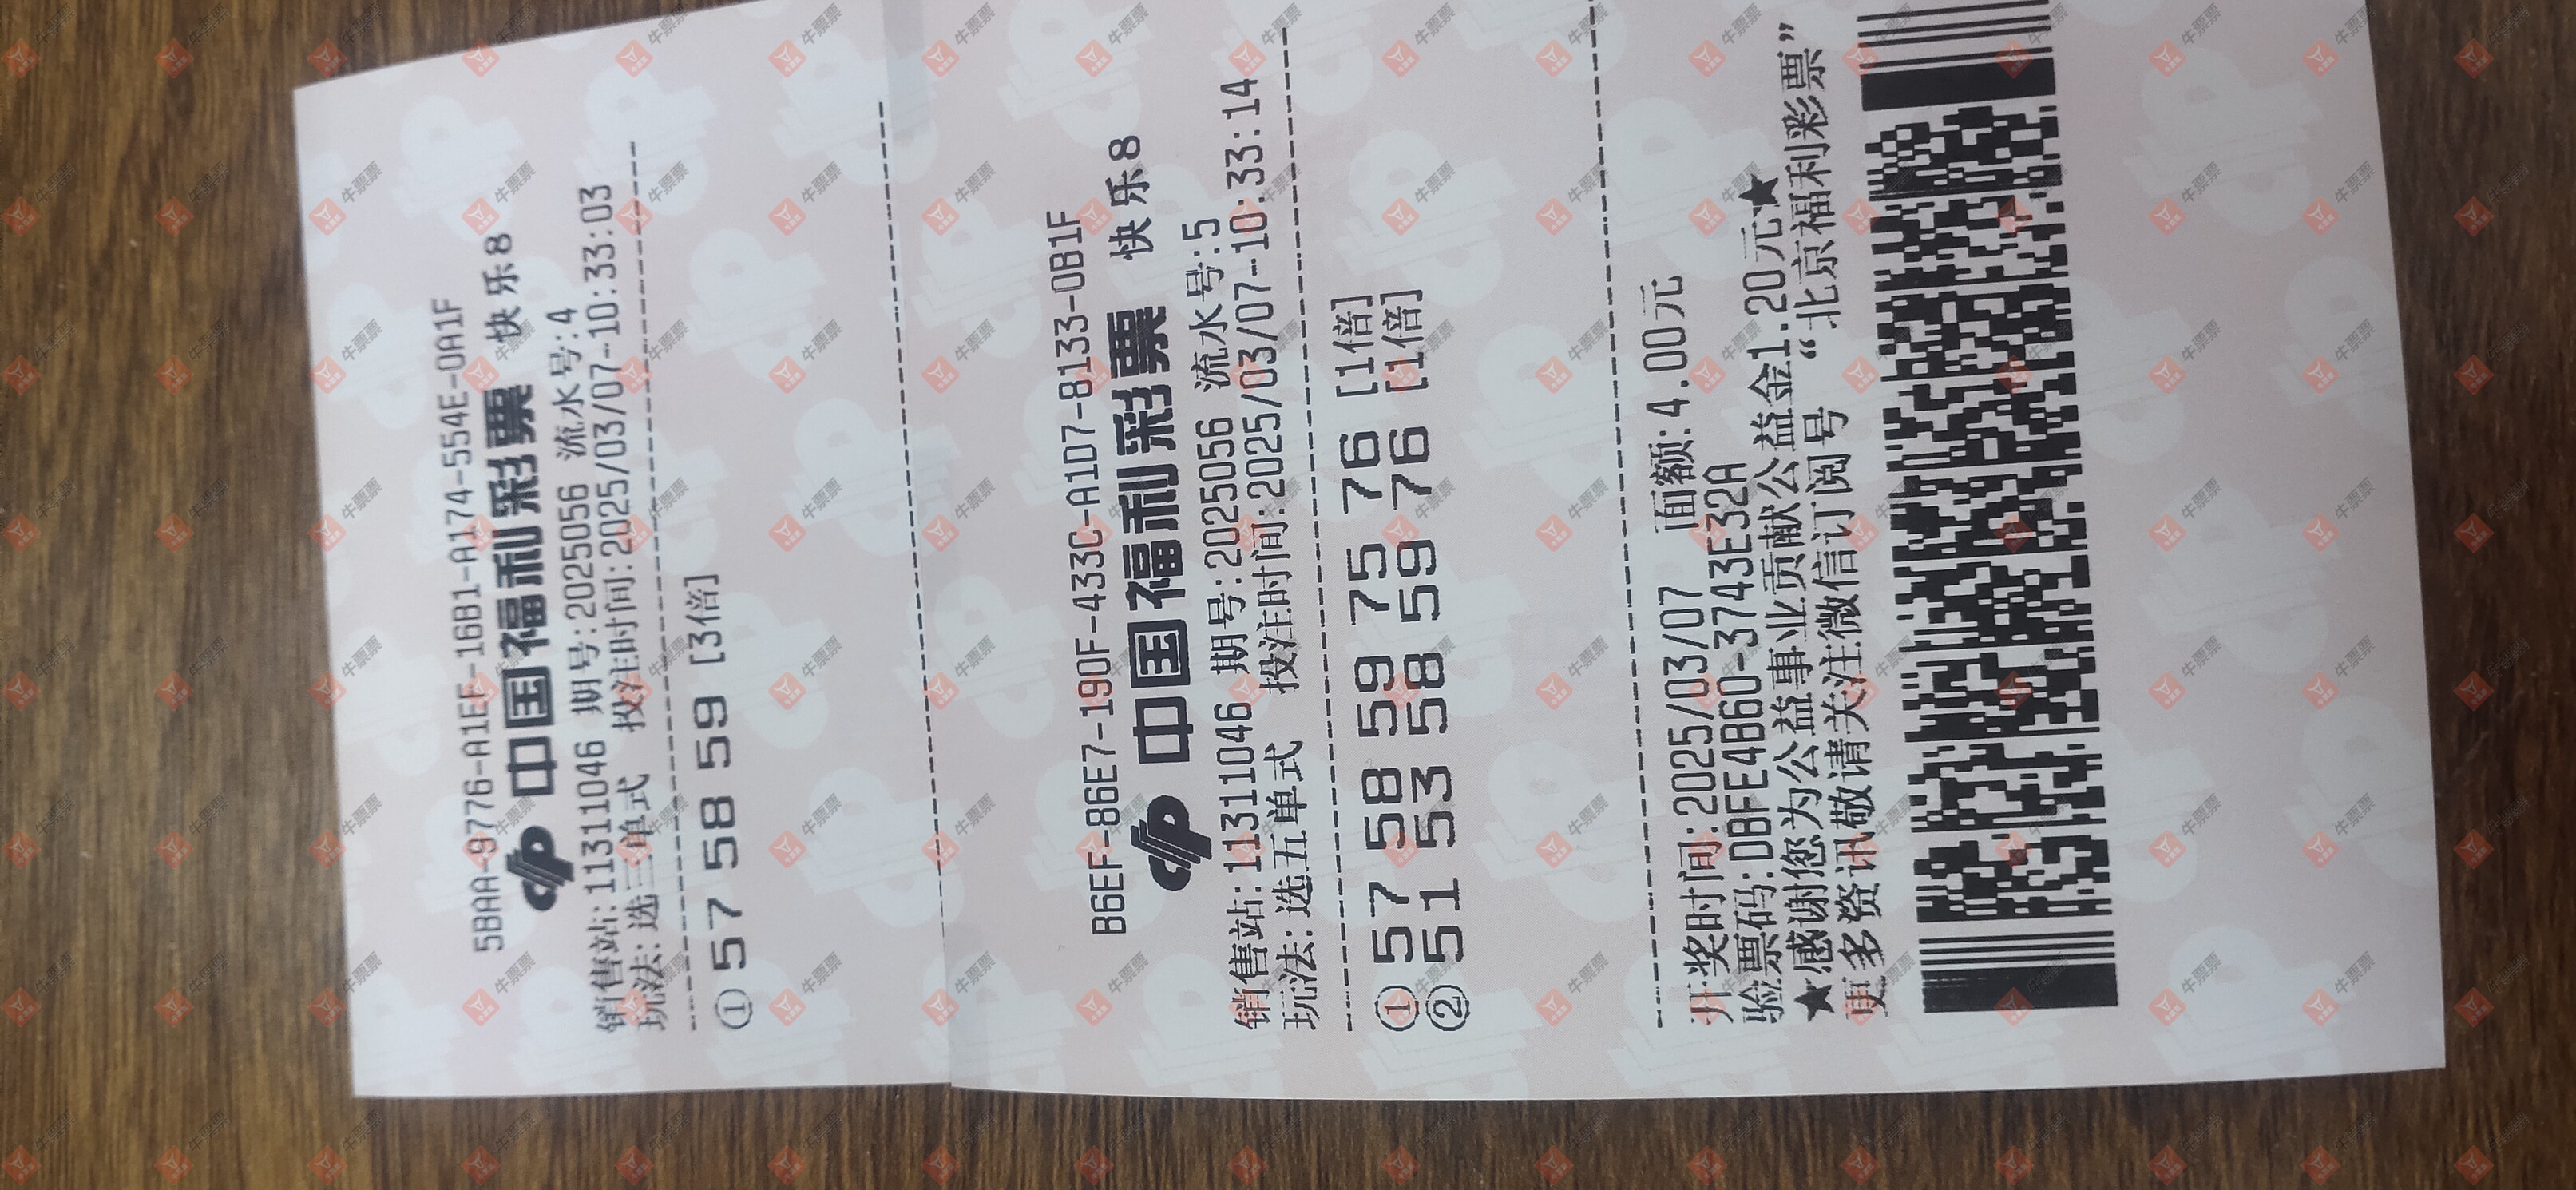 5BAA-9776-A1EF-16B1-A174-554E-0A1F
中国福利彩票 快乐8
销售站:11311046 期号:2025056 流水号:4
玩法:选三单式 投注时间:2025/03/07-10:33:03
① 57 58 59 [3倍]
B6EF-86E7-190F-433C-A1D7-8133-0B1F
中国福利彩票 快乐8
销售站:11311046 期号:2025056 流水号:5
玩法:选五单式 投注时间:2025/03/07-10:33:14
① 57 58 59 75 76 [1倍]
② 51 53 58 59 76 [1倍]
开奖时间:2025/03/07 面额:4.00元
验票码:DBFE4B60-3743E32A
★感谢您为公益事业贡献公益金1.20元★
更多资讯敬请关注微信订阅号“北京福利彩票”
牛票票